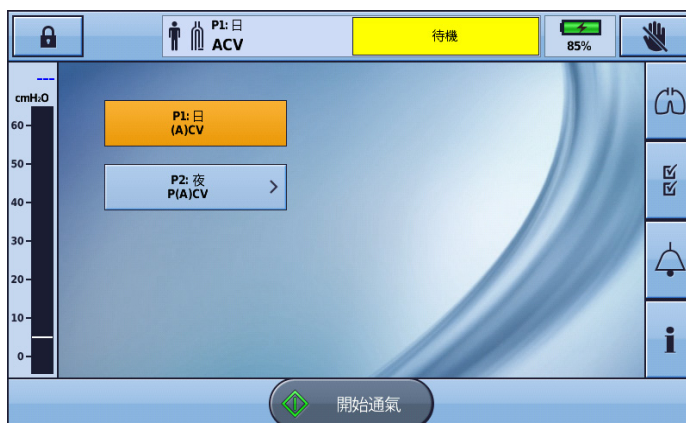 P1: 日
ACV
待機
85%
---
cmH₂O
60
50
40
30
20
10
0
P1: 日
(A)CV
P2: 夜
P(A)CV
開始通氣